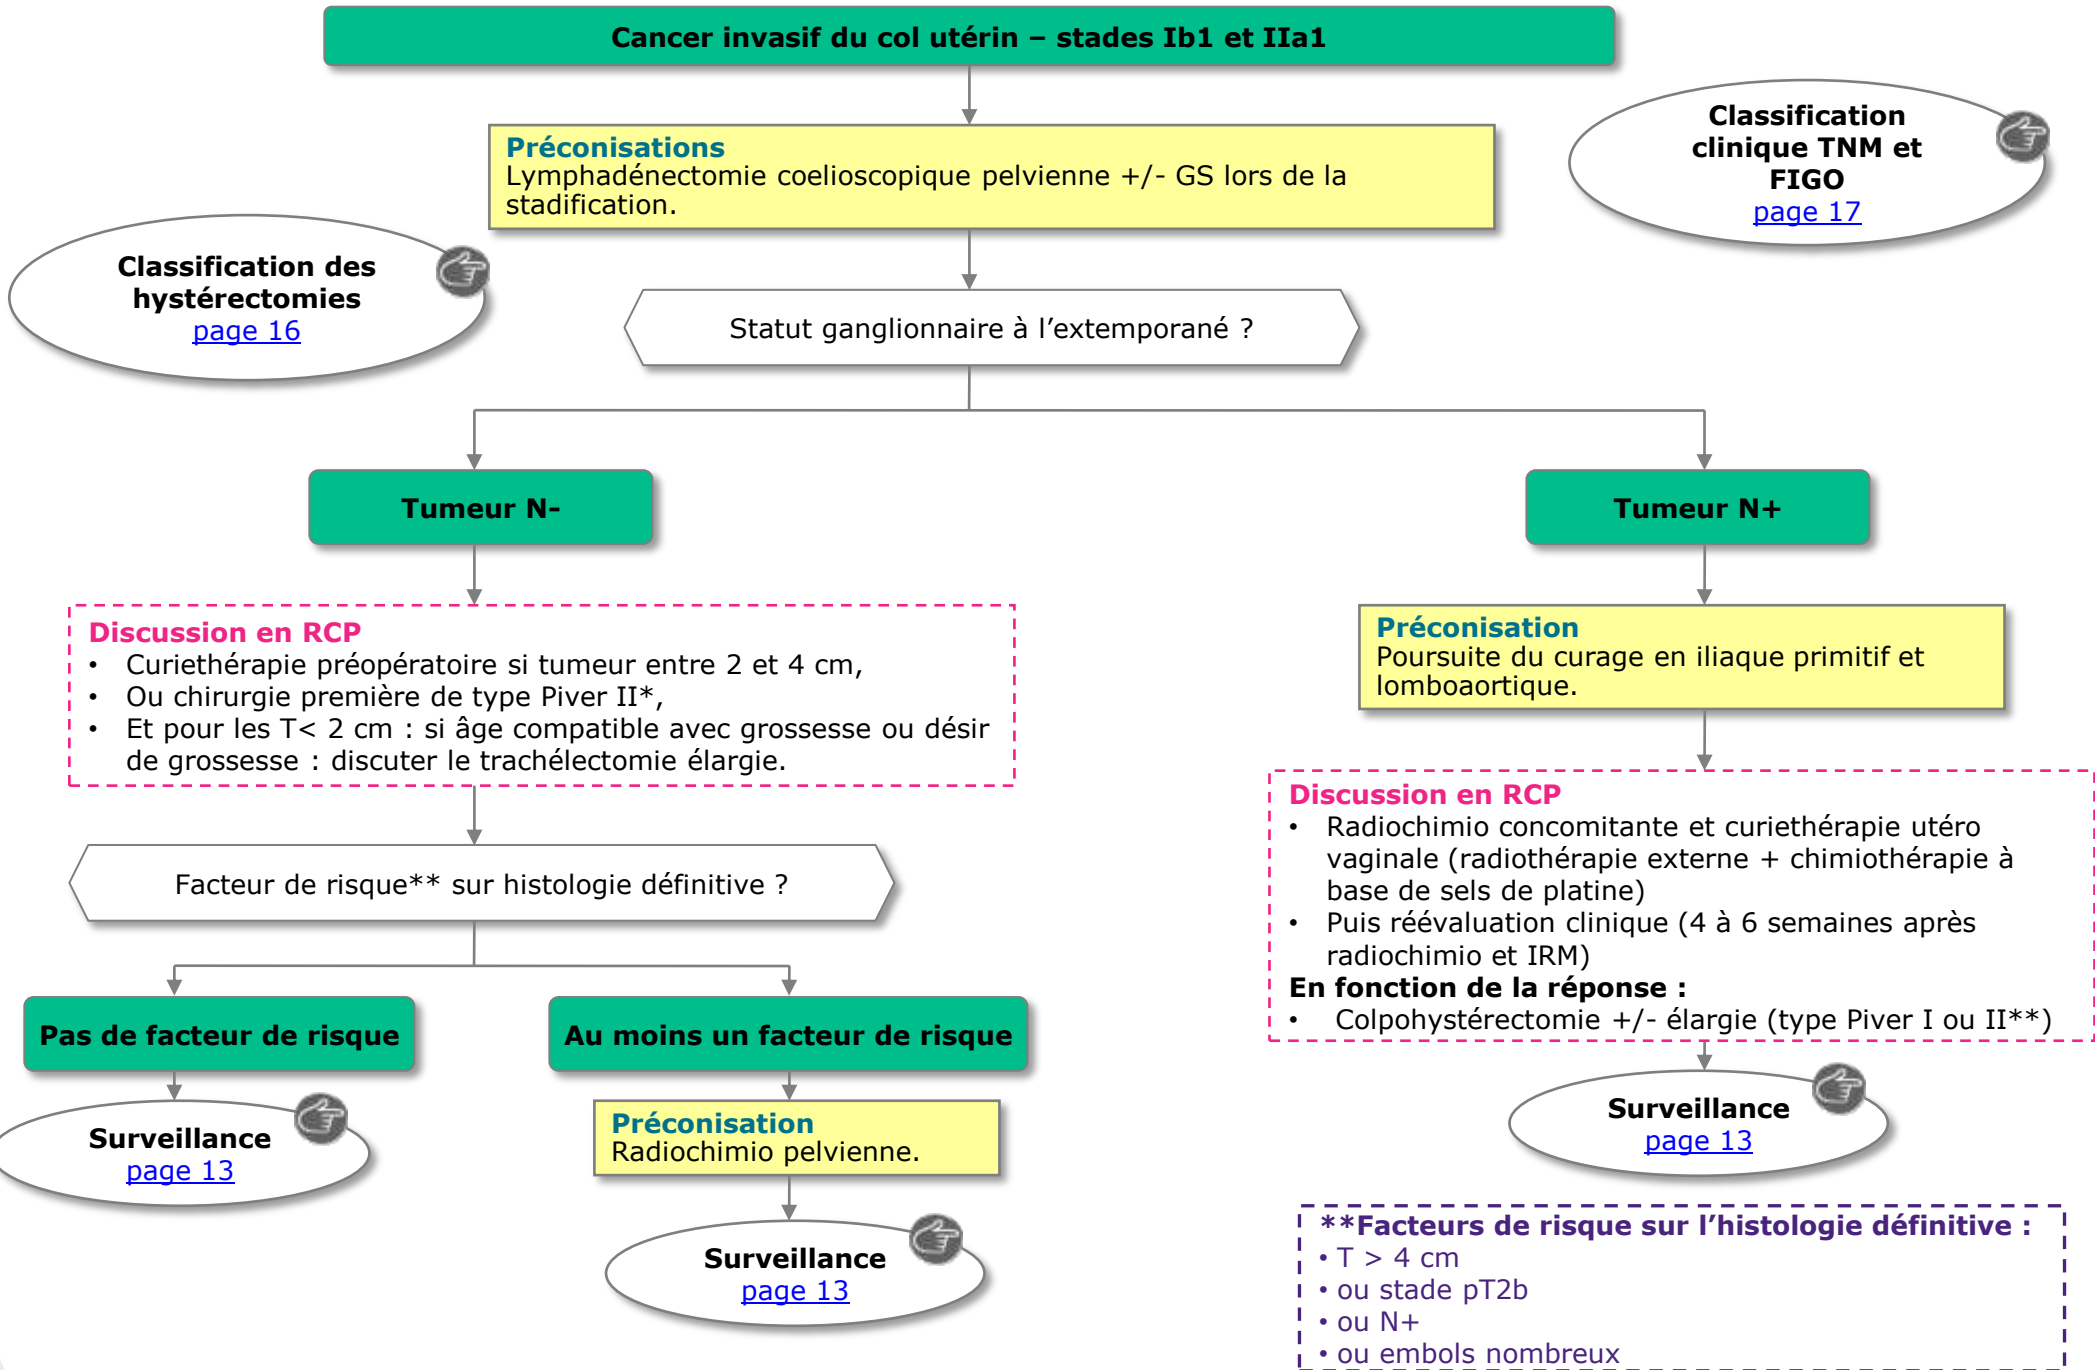 Cancer invasif du col utérin – stades Ib1 et IIa1
Préconisations
Lymphadénectomie coelioscopique pelvienne +/- GS lors de la
stadification.
Classification
clinique TNM et
FIGO
page 17
Classification des
hystérectomies
page 16
Statut ganglionnaire à l’extemporané ?
Tumeur N-
Tumeur N+
Discussion en RCP
• Curiethérapie préopératoire si tumeur entre 2 et 4 cm,
• Ou chirurgie première de type Piver II*,
• Et pour les T< 2 cm : si âge compatible avec grossesse ou désir
de grossesse : discuter le trachélectomie élargie.
Préconisation
Poursuite du curage en iliaque primitif et
lomboaortique.
Facteur de risque** sur histologie définitive ?
Discussion en RCP
• Radiochimio concomitante et curiethérapie utéro
vaginale (radiothérapie externe + chimiothérapie à
base de sels de platine)
• Puis réévaluation clinique (4 à 6 semaines après
radiochimio et IRM)
En fonction de la réponse :
• Colpohystérectomie +/- élargie (type Piver I ou II**)
Pas de facteur de risque
Au moins un facteur de risque
Surveillance
page 13
Préconisation
Radiochimio pelvienne.
Surveillance
page 13
Surveillance
page 13
**Facteurs de risque sur l’histologie définitive :
• T > 4 cm
• ou stade pT2b
• ou N+
• ou embols nombreux